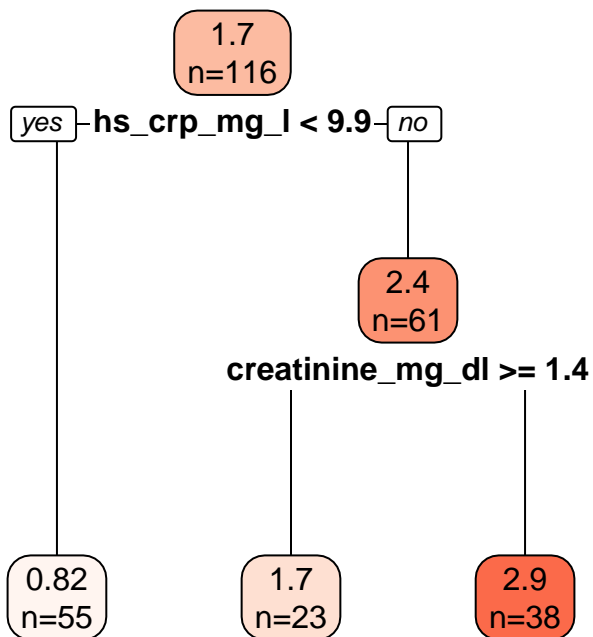 1.7
n=116
yes hs_crp_mg_l < 9.9 no
2.4
n=61
creatinine_mg_dl >= 1.4
0.82
n=55
1.7
n=23
2.9
n=38